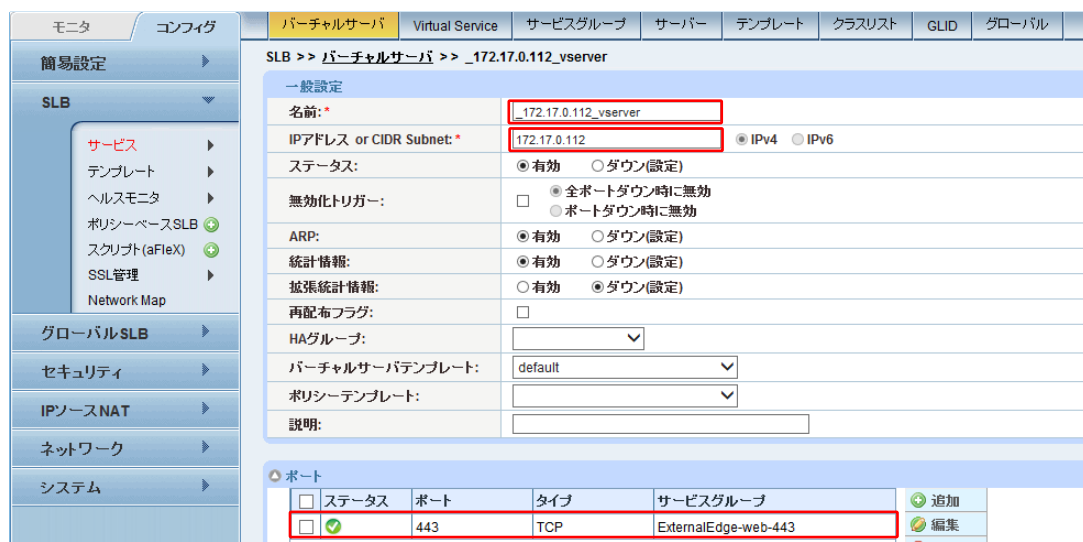 モニタ コンフィグ バーチャルサーバ Virtual Service サービスグループ サーバー テンプレート クラスリスト GLID グローバル
SLB >> バーチャルサーバ >> _172.17.0.112_vserver
簡易設定
SLB
サービス
テンプレート
ヘルスモニタ
ポリシーベースSLB
スクリプト(aFleX)
SSL管理
Network Map
グローバルSLB
セキュリティ
IPソースNAT
ネットワーク
システム
一般設定
名前:* _172.17.0.112_vserver
IPアドレス or CIDR Subnet:* 172.17.0.112 IPv4 IPv6
ステータス: 有効 ダウン(設定)
無効化トリガー: 全ポートダウン時に無効
ポートダウン時に無効
ARP: 有効 ダウン(設定)
統計情報: 有効 ダウン(設定)
拡張統計情報: 有効 ダウン(設定)
再配布フラグ:
HAグループ:
バーチャルサーバテンプレート: default
ポリシーテンプレート:
説明:
ポート
ステータス ポート タイプ サービスグループ 追加
443 TCP ExternalEdge-web-443 編集